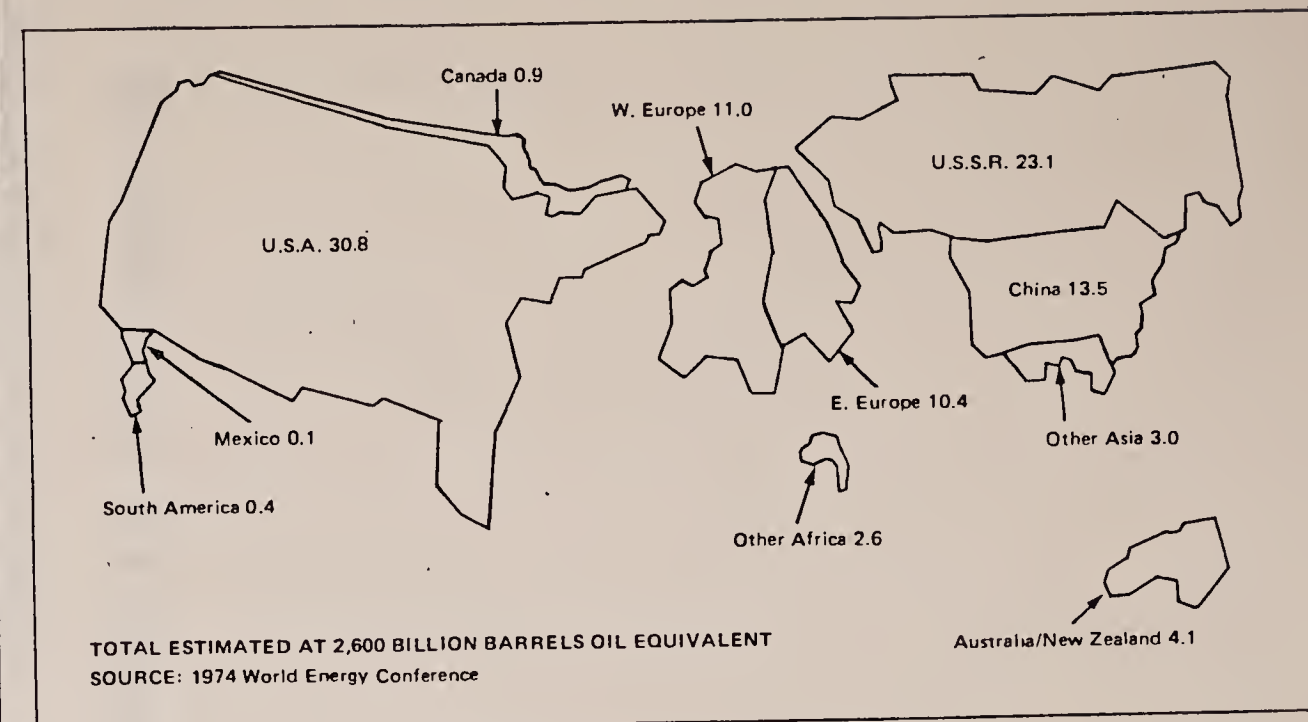 Canada 0.9
W. Europe 11.0
U.S.S.R. 23.1
U.S.A. 30.8
China 13.5
E. Europe 10.4
Mexico 0.1
Other Asia 3.0
South America 0.4
Other Africa 2.6
Australia/New Zealand 4.1
TOTAL ESTIMATED AT 2,600 BILLION BARRELS OIL EQUIVALENT
SOURCE: 1974 World Energy Conference